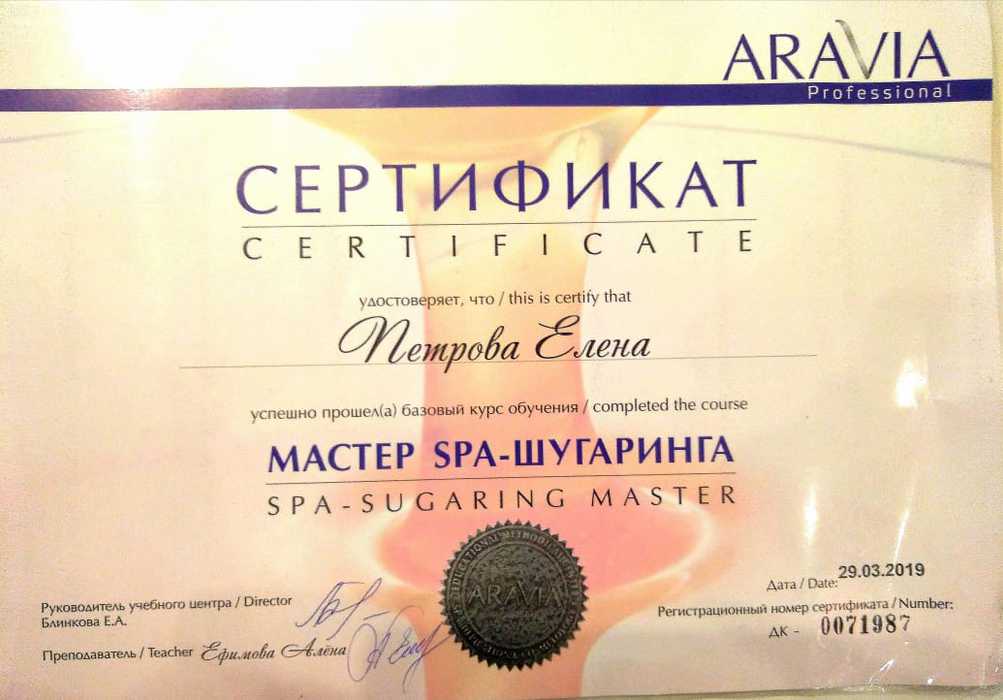 ARAVIA
Professional
СЕРТИФИКАТ
CERTIFICATE
удостоверяет, что / this is certify that
Петрова Елена
успешно прошел(а) базовый курс обучения / completed the course
МАСТЕР SPA-ШУГАРИНГА
SPA-SUGARING MASTER
ARAVIA
Дата / Date: 29.03.2019
Руководитель учебного центра / Director
Блинкова Е.А.
Регистрационный номер сертификата / Number:
ДК - 0071987
Преподаватель / Teacher Ефимова Алёна